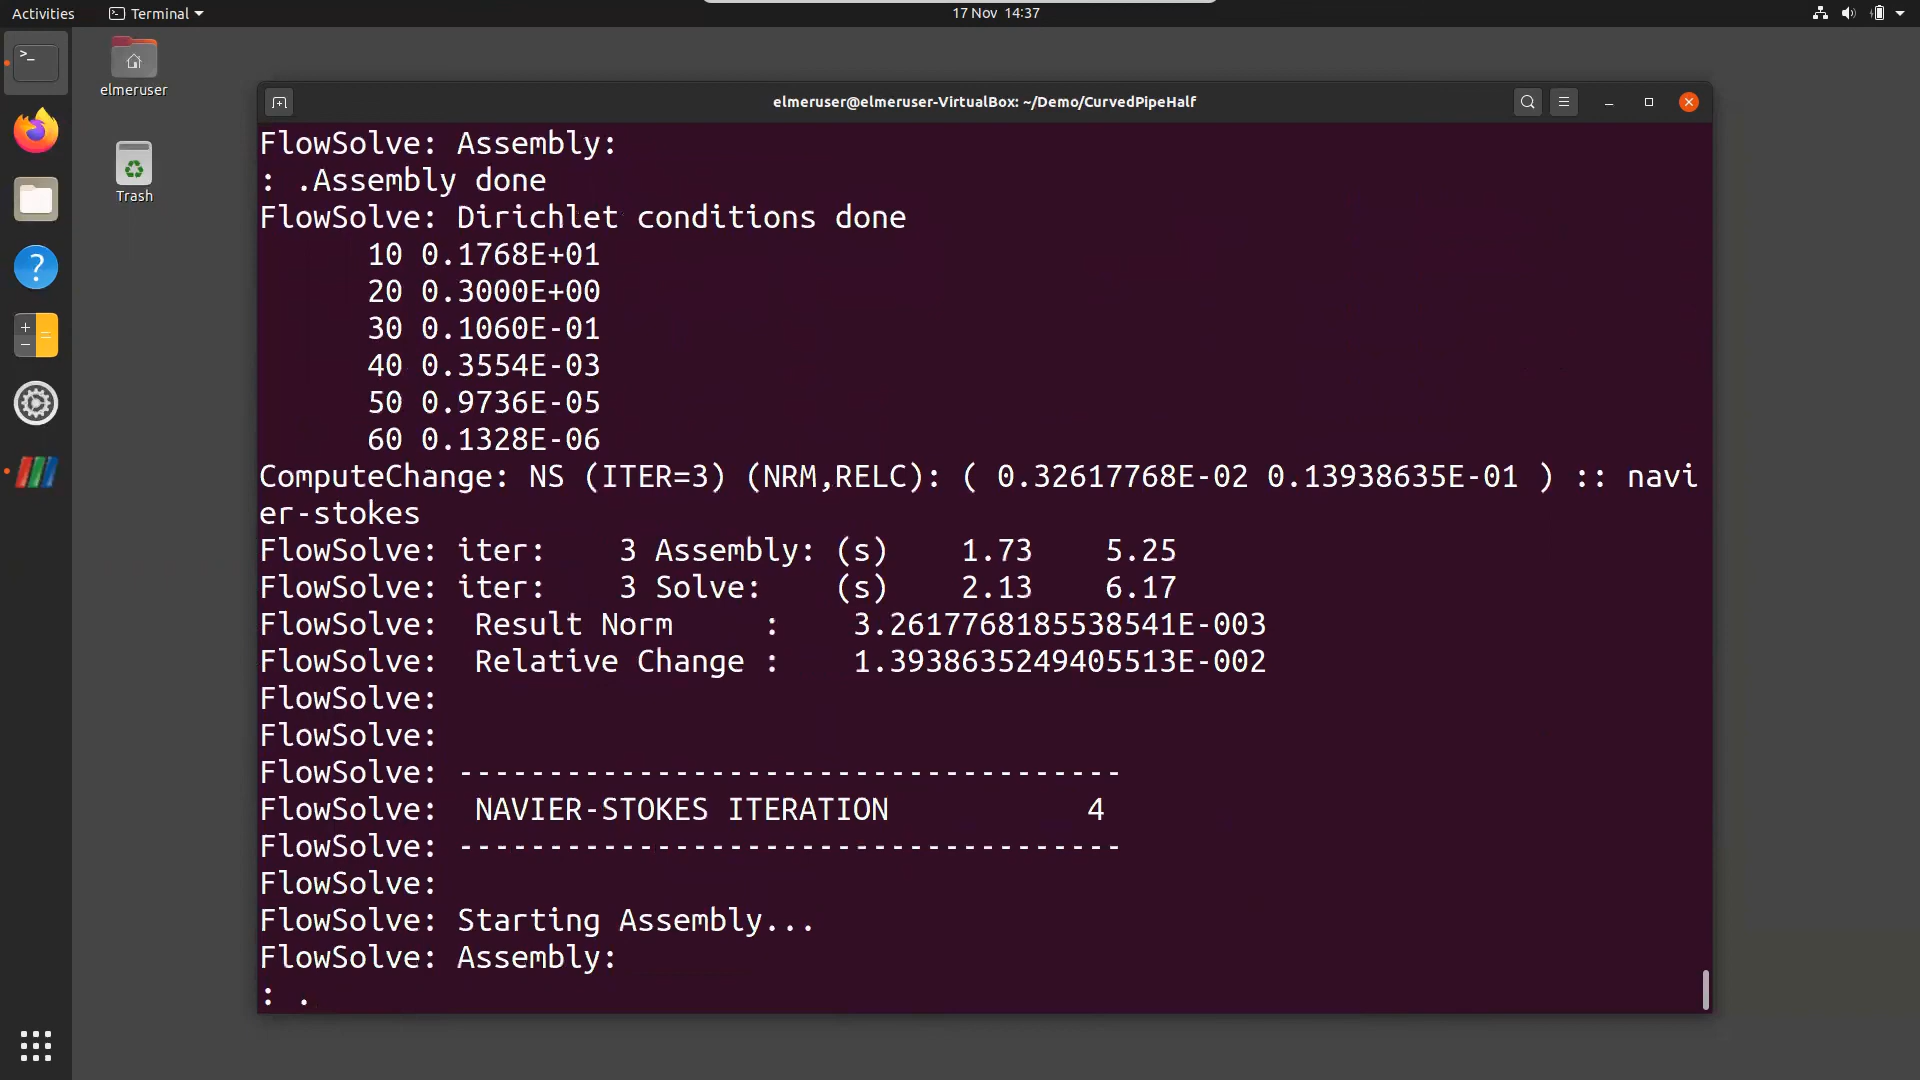 Activities
Terminal
17 Nov 14:37
elmeruser
Trash
elmeruser@elmeruser-VirtualBox: ~/Demo/CurvedPipeHalf
FlowSolve: Assembly:
: .Assembly done
FlowSolve: Dirichlet conditions done
10 0.1768E+01
20 0.3000E+00
30 0.1060E-01
40 0.3554E-03
50 0.9736E-05
60 0.1328E-06
ComputeChange: NS (ITER=3) (NRM,RELC): ( 0.32617768E-02 0.13938635E-01 ) :: navi
er-stokes
FlowSolve: iter: 3 Assembly: (s) 1.73 5.25
FlowSolve: iter: 3 Solve: (s) 2.13 6.17
FlowSolve: Result Norm : 3.2617768185538541E-003
FlowSolve: Relative Change : 1.3938635249405513E-002
FlowSolve:
FlowSolve:
FlowSolve: -------------------------------------
FlowSolve: NAVIER-STOKES ITERATION 4
FlowSolve: -------------------------------------
FlowSolve:
FlowSolve: Starting Assembly...
FlowSolve: Assembly:
: .